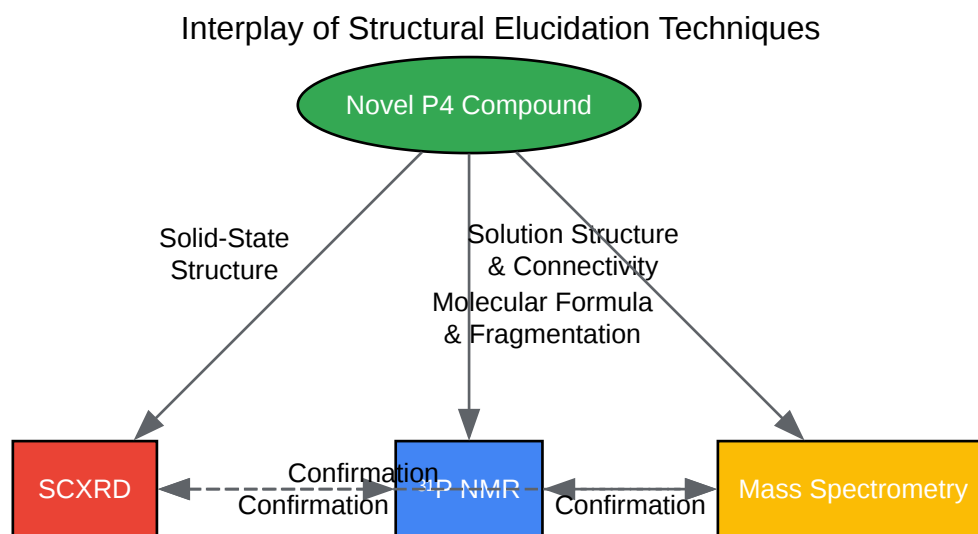 Interplay of Structural Elucidation Techniques
Novel P4 Compound
Solid-State
Structure
Solution Structure
& Connectivity
Molecular Formula
& Fragmentation
Confirmation
SCXRD
³¹P NMR
Mass Spectrometry
Confirmation
Confirmation